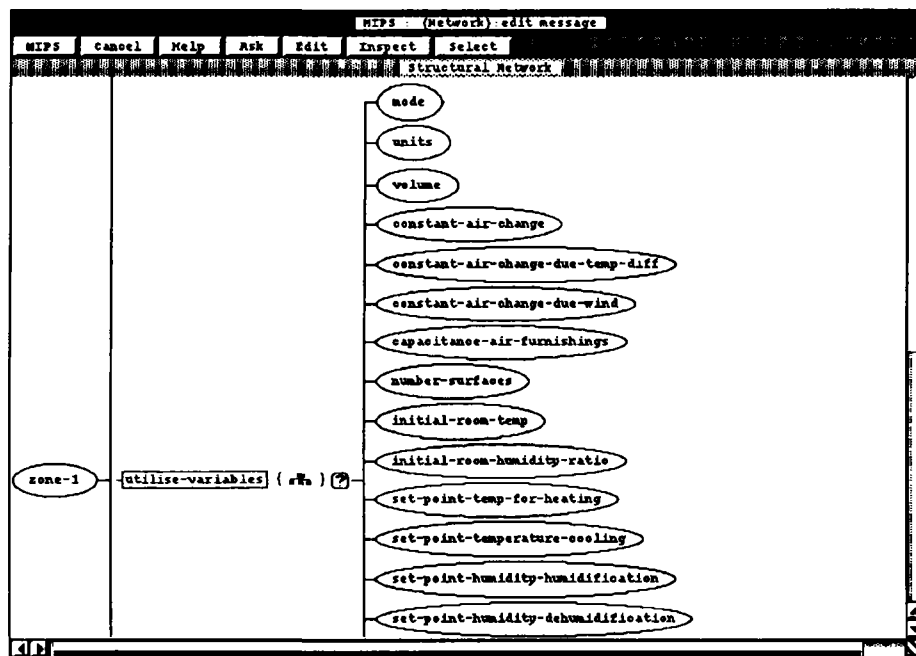 MIPS : (Network) edit message
MIPS Cancel Help Ask Edit Inspect Select
Structural Network
mode
units
volume
constant-air-change
constant-air-change-due-temp-diff
constant-air-change-due-wind
capacitance-air-furnishings
number-surfaces
initial-room-temp
initial-room-humidity-ratio
zone-1 utilise-variables ( ) ?
set-point-temp-for-heating
set-point-temperature-cooling
set-point-humidity-humidification
set-point-humidity-dehumidification